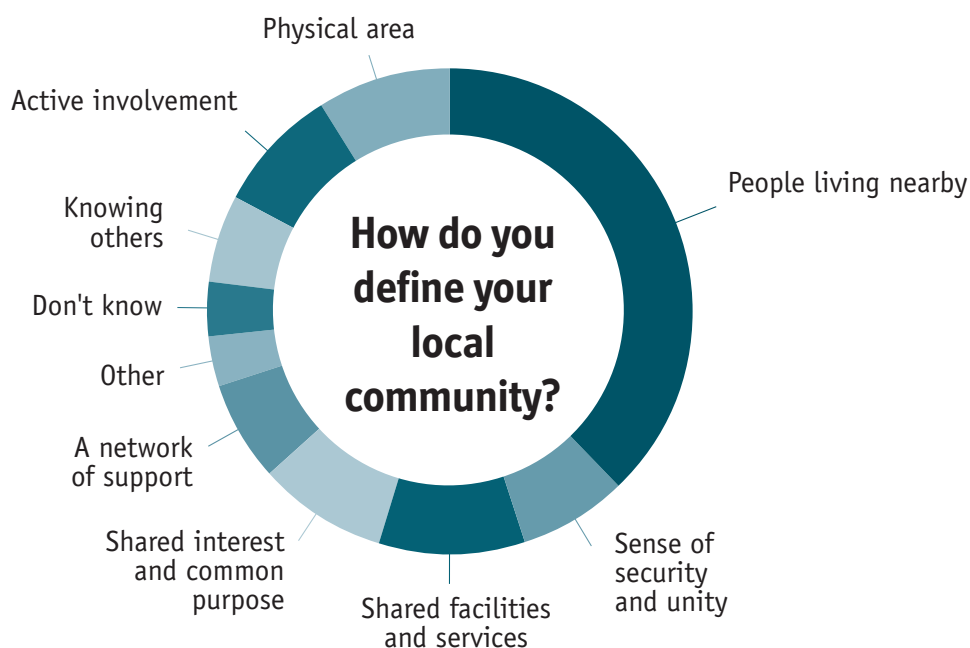 Physical area
Active involvement
People living nearby
Knowing
others
How do you
define your
local
community?
Don't know
Other
A network
of support
Shared interest
and common
purpose
Sense of
security
and unity
Shared facilities
and services